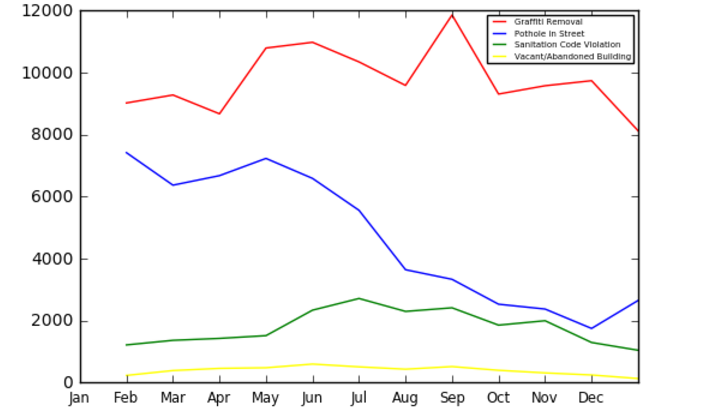 12000
10000
8000
6000
4000
2000
0
Graffiti Removal
Pothole in Street
Sanitation Code Violation
Vacant/Abandoned Building
Jan Feb Mar Apr May Jun Jul Aug Sep Oct Nov Dec